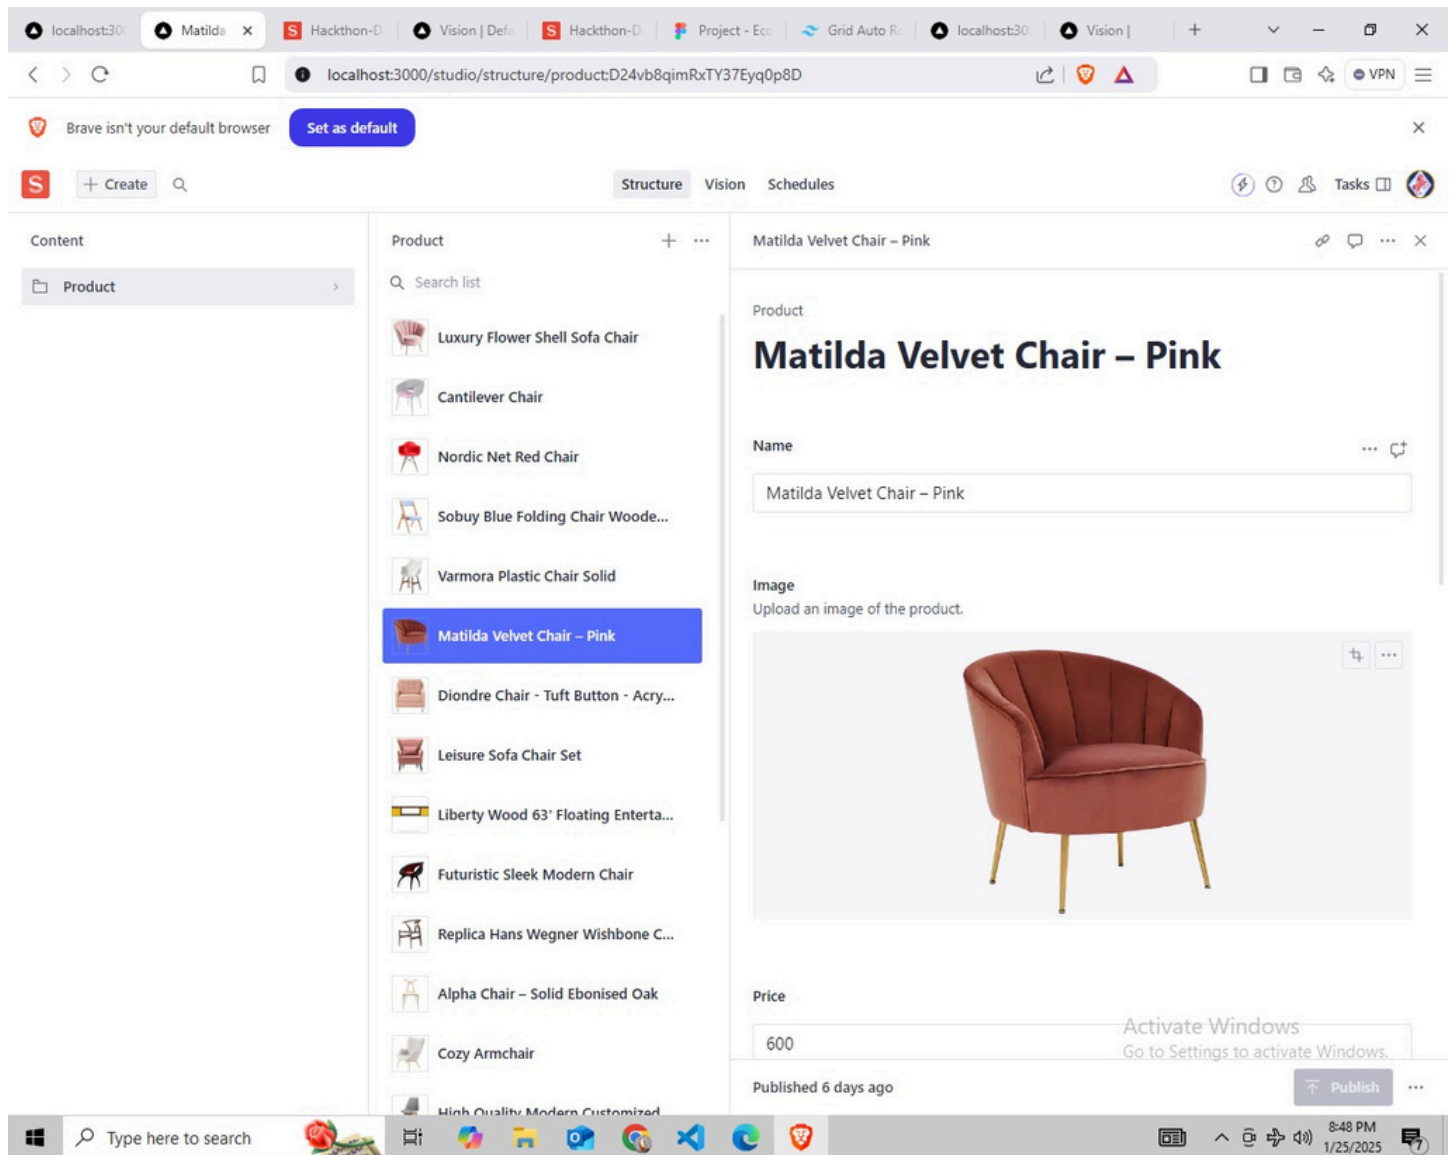 localhost:30
Matilda
Hackthon-D
Vision | Defa
Hackthon-D
Project - Eco
Grid Auto Ro
localhost:30
Vision |
localhost:3000/studio/structure/product;D24vb8qimRxTY37Eyq0p8D
VPN
Brave isn't your default browser
Set as default
S
Create
Structure
Vision
Schedules
Tasks
Content
Product
Product
Search list
Luxury Flower Shell Sofa Chair
Cantilever Chair
Nordic Net Red Chair
Sobuy Blue Folding Chair Woode...
Varmora Plastic Chair Solid
Matilda Velvet Chair – Pink
Diondre Chair - Tuft Button - Acry...
Leisure Sofa Chair Set
Liberty Wood 63' Floating Enterta...
Futuristic Sleek Modern Chair
Replica Hans Wegner Wishbone C...
Alpha Chair – Solid Ebonised Oak
Cozy Armchair
High Quality Modern Customized
Matilda Velvet Chair – Pink
Product
Matilda Velvet Chair – Pink
Name
Matilda Velvet Chair – Pink
Image
Upload an image of the product.
Price
600
Activate Windows
Go to Settings to activate Windows.
Published 6 days ago
Publish
Type here to search
8:48 PM
1/25/2025
7